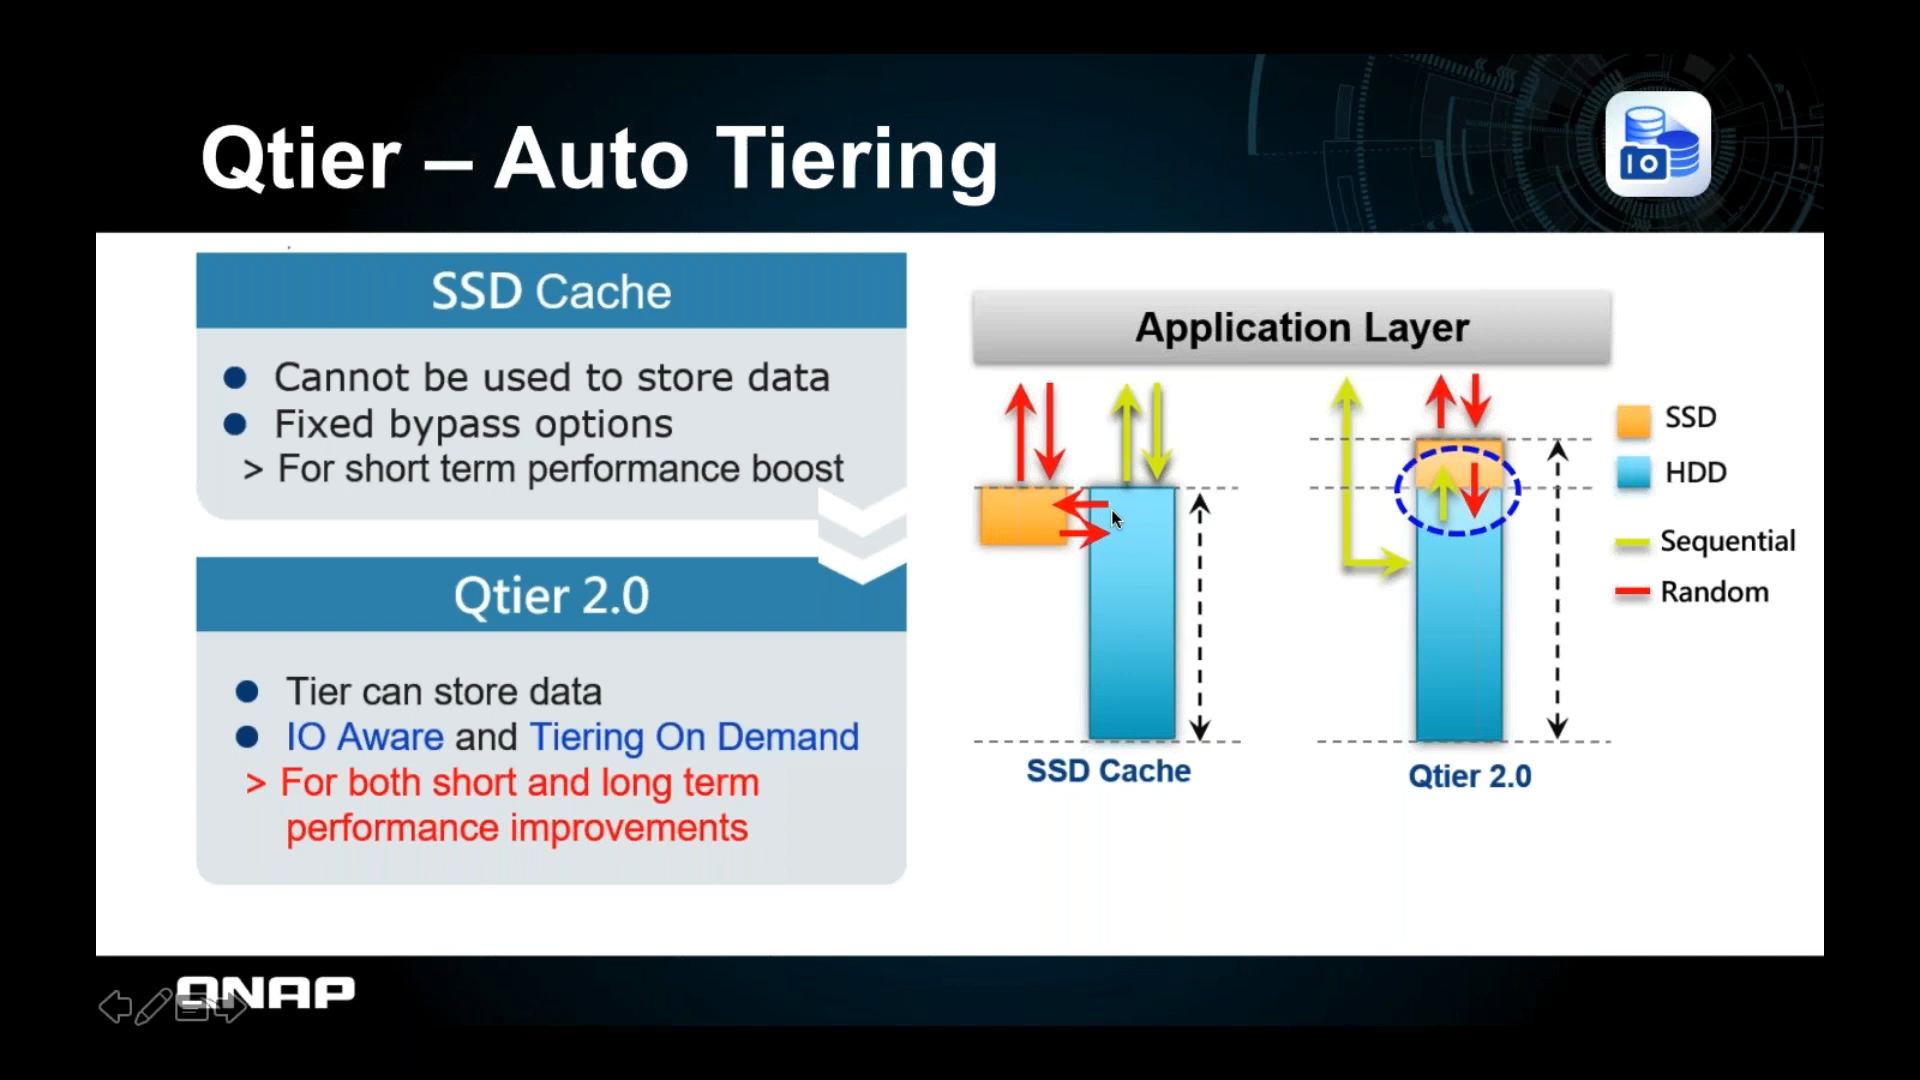 Qtier – Auto Tiering
IO
SSD Cache
● Cannot be used to store data
● Fixed bypass options
> For short term performance boost
Qtier 2.0
● Tier can store data
● IO Aware and Tiering On Demand
> For both short and long term
performance improvements
Application Layer
SSD
HDD
Sequential
Random
SSD Cache
Qtier 2.0
QNAP